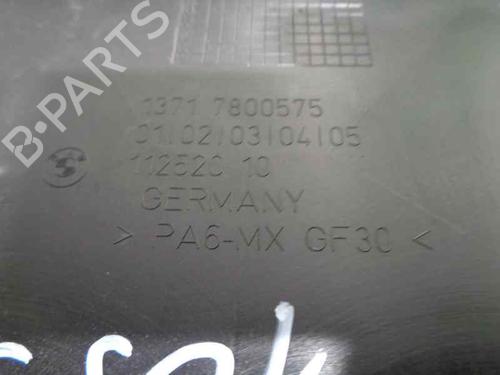 1371 7800575
01|02|03|04|05
112520 10
GERMANY
> PA6-MX GF30 <
B-PARTS